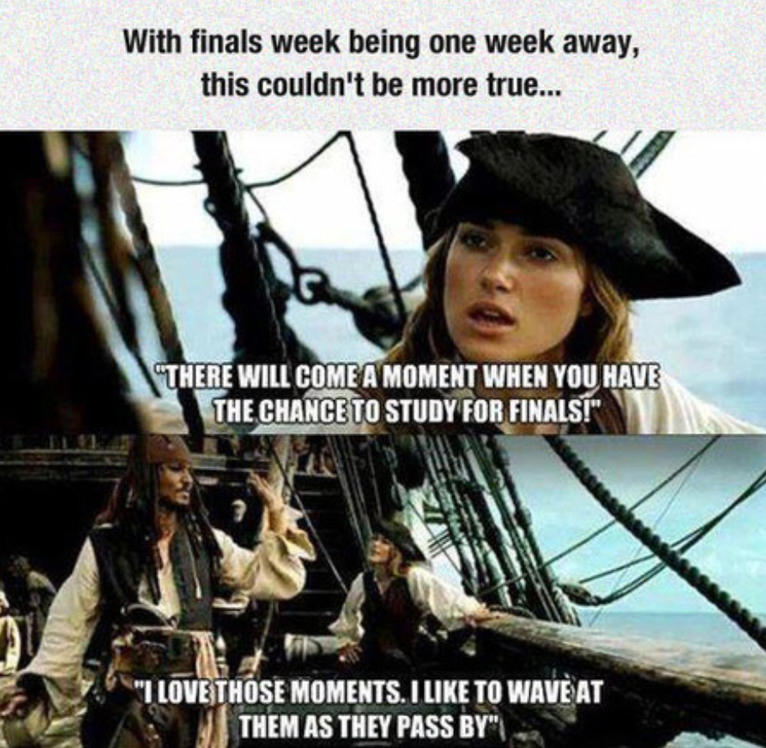 With finals week being one week away,
this couldn't be more true...
"THERE WILL COME A MOMENT WHEN YOU HAVE
THE CHANCE TO STUDY FOR FINALS!"
"I LOVE THOSE MOMENTS. I LIKE TO WAVE AT
THEM AS THEY PASS BY"